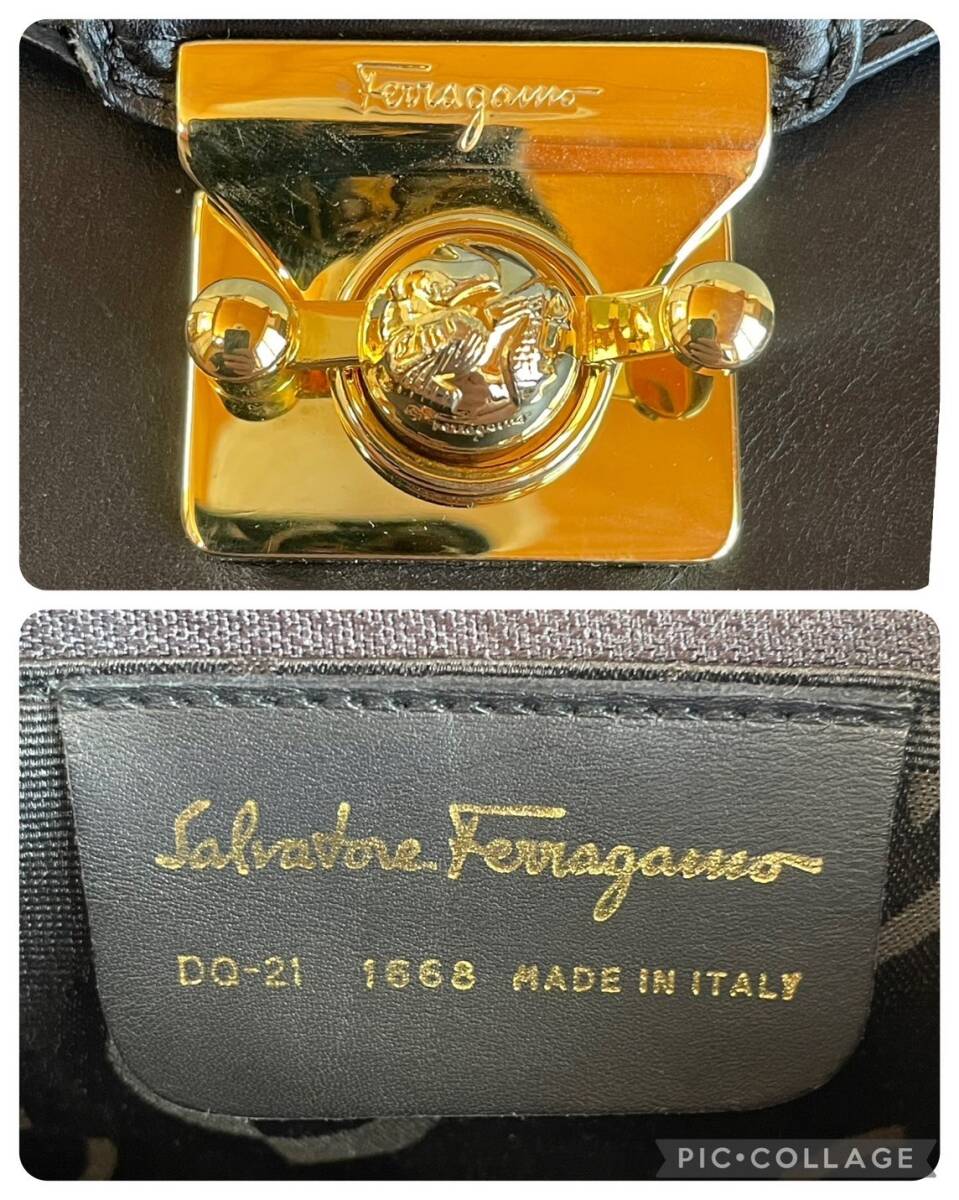 Ferragamo
Ferragamo
Salvatore Ferragamo
DQ-21 1668 MADE IN ITALY
PIC•COLLAGE